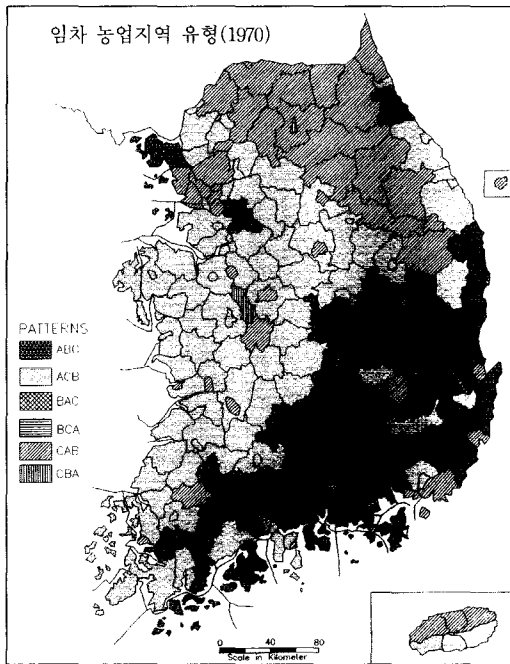 임차 농업지역 유형(1970)
PATTERNS
ABC
ACB
BAC
BCA
CAB
CBA
0 40 80
Scale in Kilometer